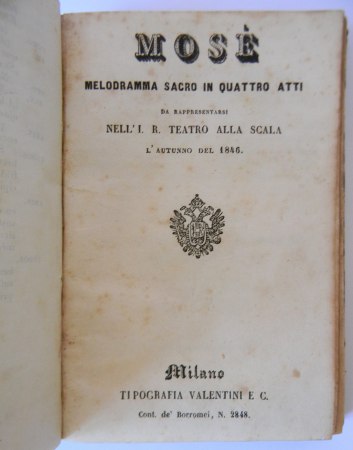 MOSÈ
MELODRAMMA SACRO IN QUATTRO ATTI
DA RAPPRESENTARSI
NELL'I. R. TEATRO ALLA SCALA
L'AUTUNNO DEL 1846.
Milano
TIPOGRAFIA VALENTINI E C.
Cont. de' Borromei, N. 2848.